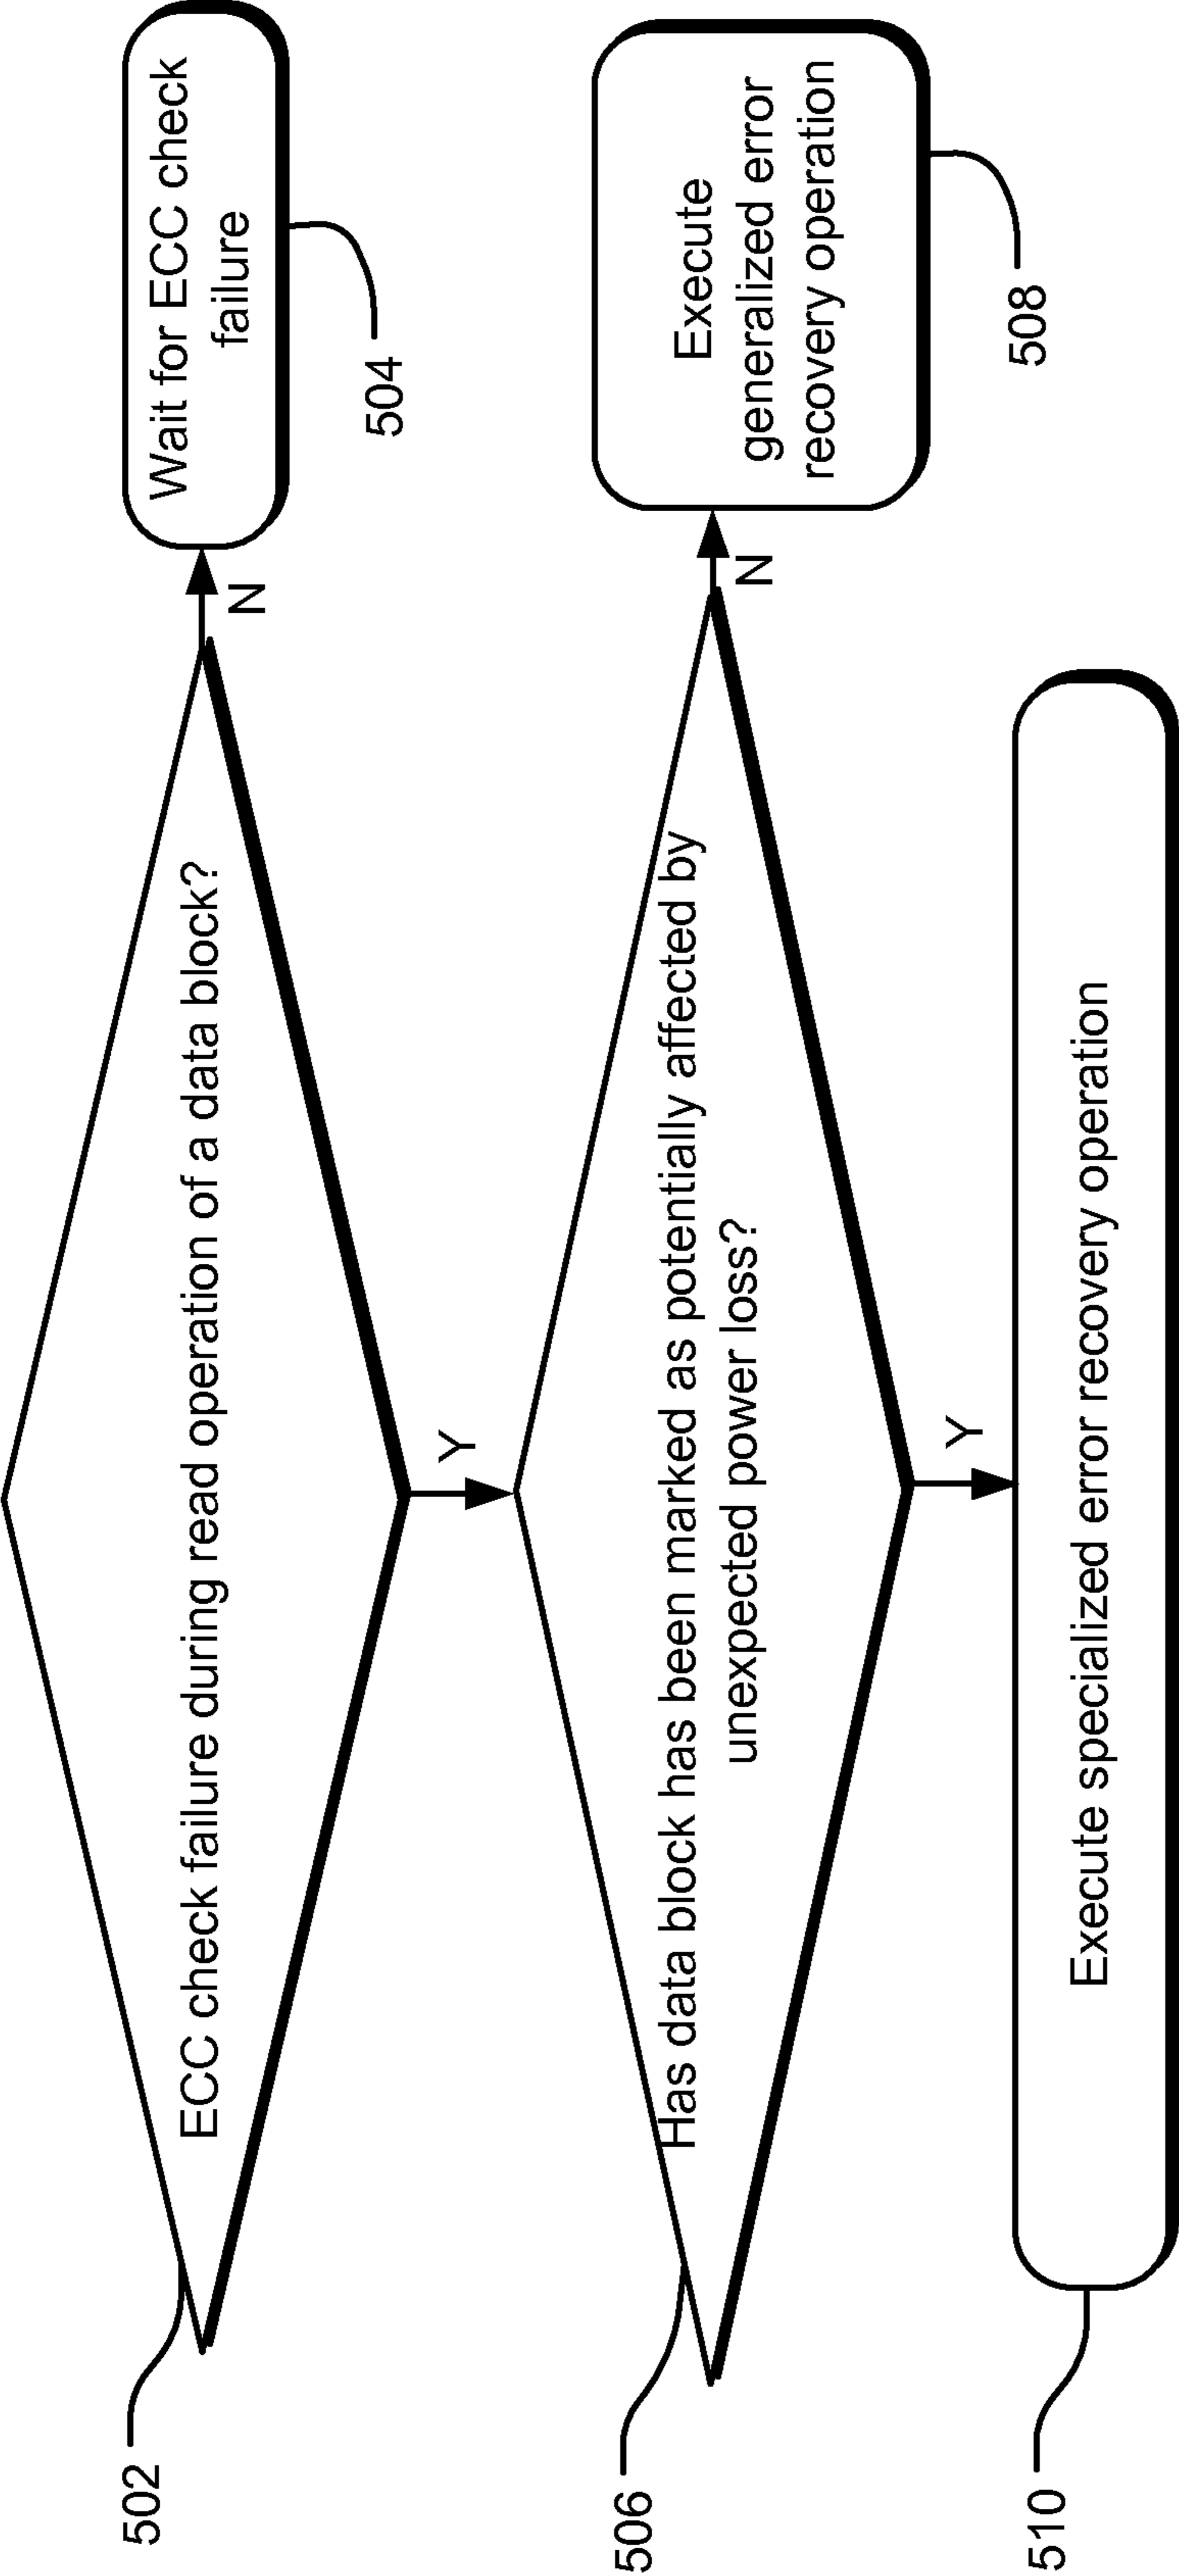 502
ECC check failure during read operation of a data block?
N
Wait for ECC check
failure
504
Y
506
Has data block has been marked as potentially affected by
unexpected power loss?
N
Execute
generalized error
recovery operation
508
Y
510
Execute specialized error recovery operation